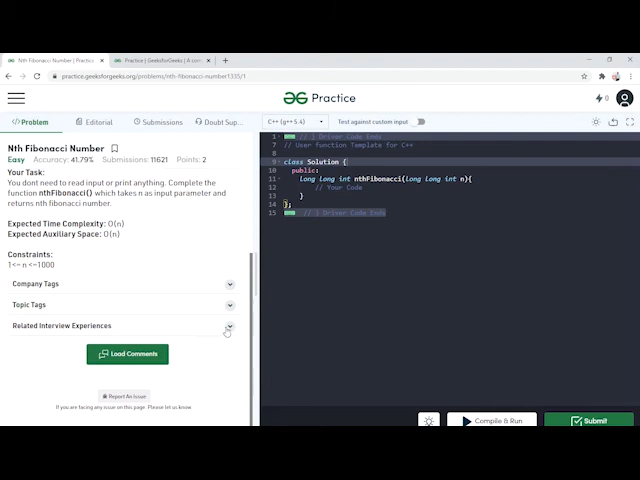 Nth Fibonacci Number | Practice
Practice | GeeksforGeeks | A com
practice.geeksforgeeks.org/problems/nth-fibonacci-number1335/1
Practice
0
Problem
Editorial
Submissions
Doubt Sup...
C++ (g++ 5.4)
Test against custom input
Nth Fibonacci Number
Easy Accuracy: 41.79% Submissions: 11621 Points: 2
Your Task:
You dont need to read input or print anything. Complete the
function nthFibonacci() which takes n as input parameter and
returns nth fibonacci number.
Expected Time Complexity: O(n)
Expected Auxiliary Space: O(n)
Constraints:
1<= n <=1000
Company Tags
Topic Tags
Related Interview Experiences
Load Comments
Report An Issue
If you are facing any issue on this page. Please let us know.
1 // } Driver Code Ends
7 // User function Template for C++
8
9 class Solution {
10 public:
11 long long int nthFibonacci(long long int n){
12 // Your Code
13 }
14 };
15 // } Driver Code Ends
Compile & Run
Submit